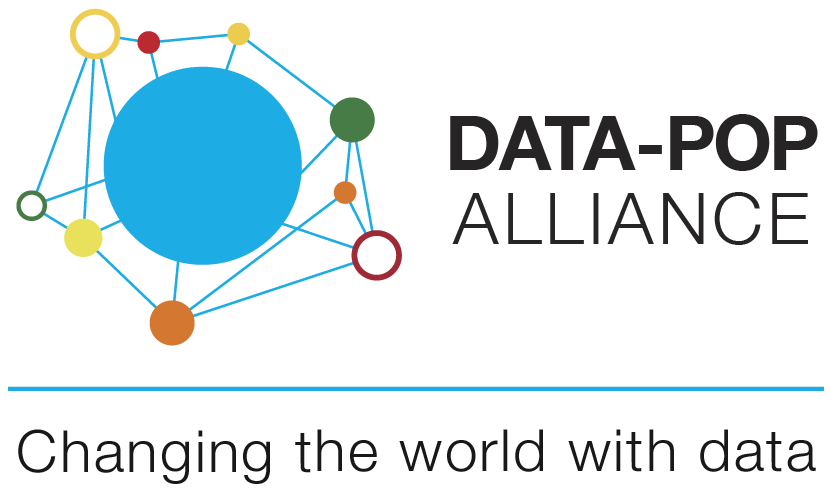 DATA-POP
ALLIANCE
Changing the world with data